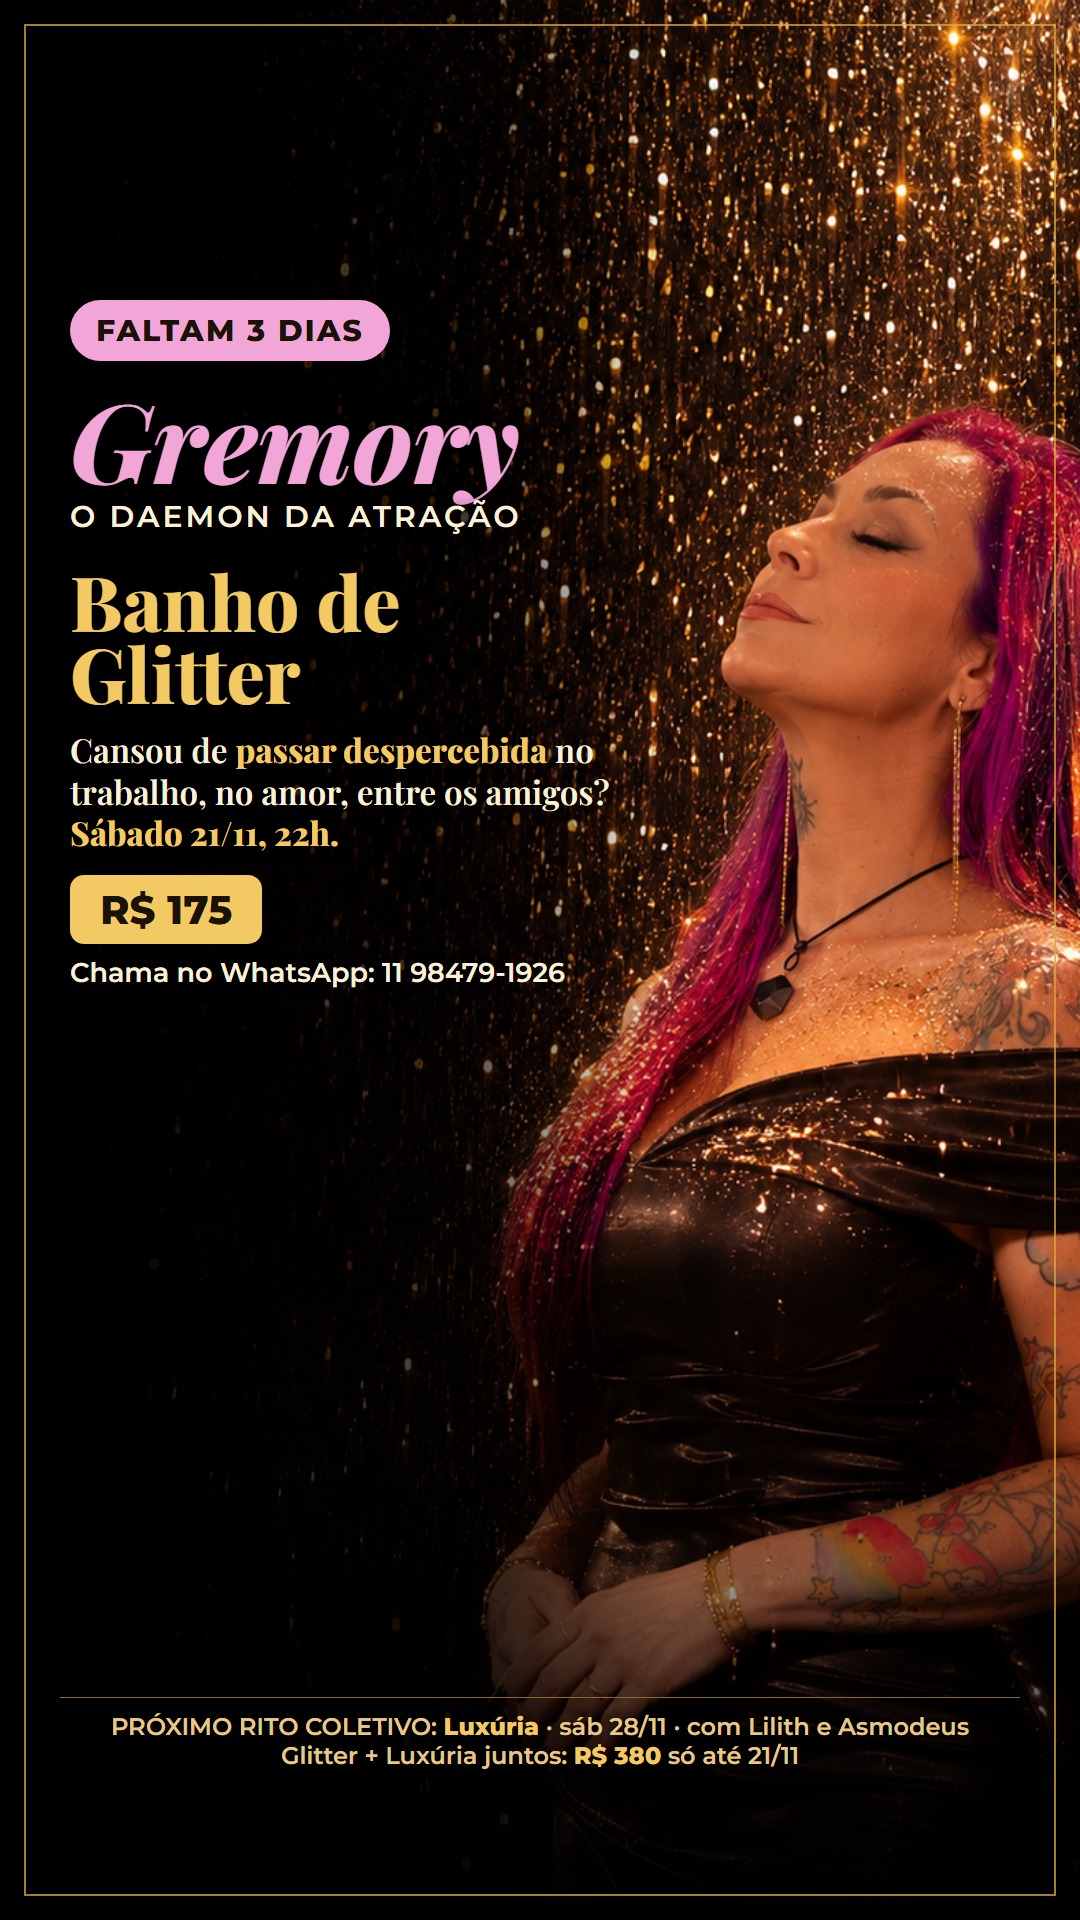 FALTAM 3 DIAS
Gremory
O DAEMON DA ATRAÇÃO
Banho de
Glitter
Cansou de passar despercebida no
trabalho, no amor, entre os amigos?
Sábado 21/11, 22h.
R$ 175
Chama no WhatsApp: 11 98479-1926
PRÓXIMO RITO COLETIVO: Luxúria · sáb 28/11 · com Lilith e Asmodeus
Glitter + Luxúria juntos: R$ 380 só até 21/11